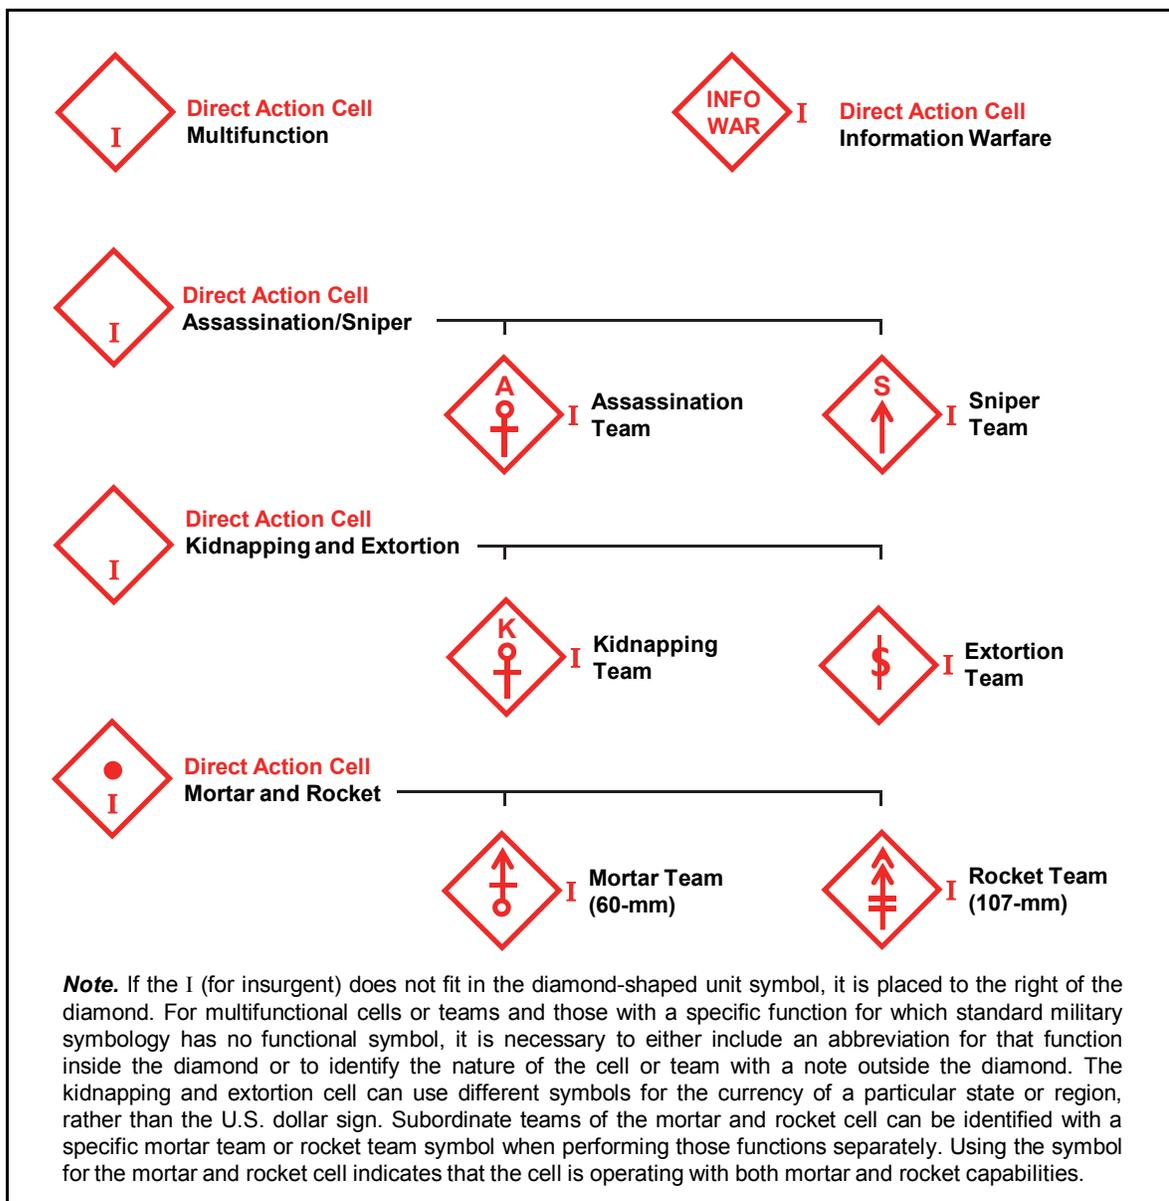 Direct Action Cell
Multifunction
I
INFO
WAR
I
Direct Action Cell
Information Warfare
Direct Action Cell
Assassination/Sniper
I
A
I
Assassination
Team
S
I
Sniper
Team
Direct Action Cell
Kidnapping and Extortion
I
K
I
Kidnapping
Team
$
I
Extortion
Team
Direct Action Cell
Mortar and Rocket
I
I
Mortar Team
(60-mm)
I
Rocket Team
(107-mm)
Note. If the I (for insurgent) does not fit in the diamond-shaped unit symbol, it is placed to the right of the
diamond. For multifunctional cells or teams and those with a specific function for which standard military
symbology has no functional symbol, it is necessary to either include an abbreviation for that function
inside the diamond or to identify the nature of the cell or team with a note outside the diamond. The
kidnapping and extortion cell can use different symbols for the currency of a particular state or region,
rather than the U.S. dollar sign. Subordinate teams of the mortar and rocket cell can be identified with a
specific mortar team or rocket team symbol when performing those functions separately. Using the symbol
for the mortar and rocket cell indicates that the cell is operating with both mortar and rocket capabilities.